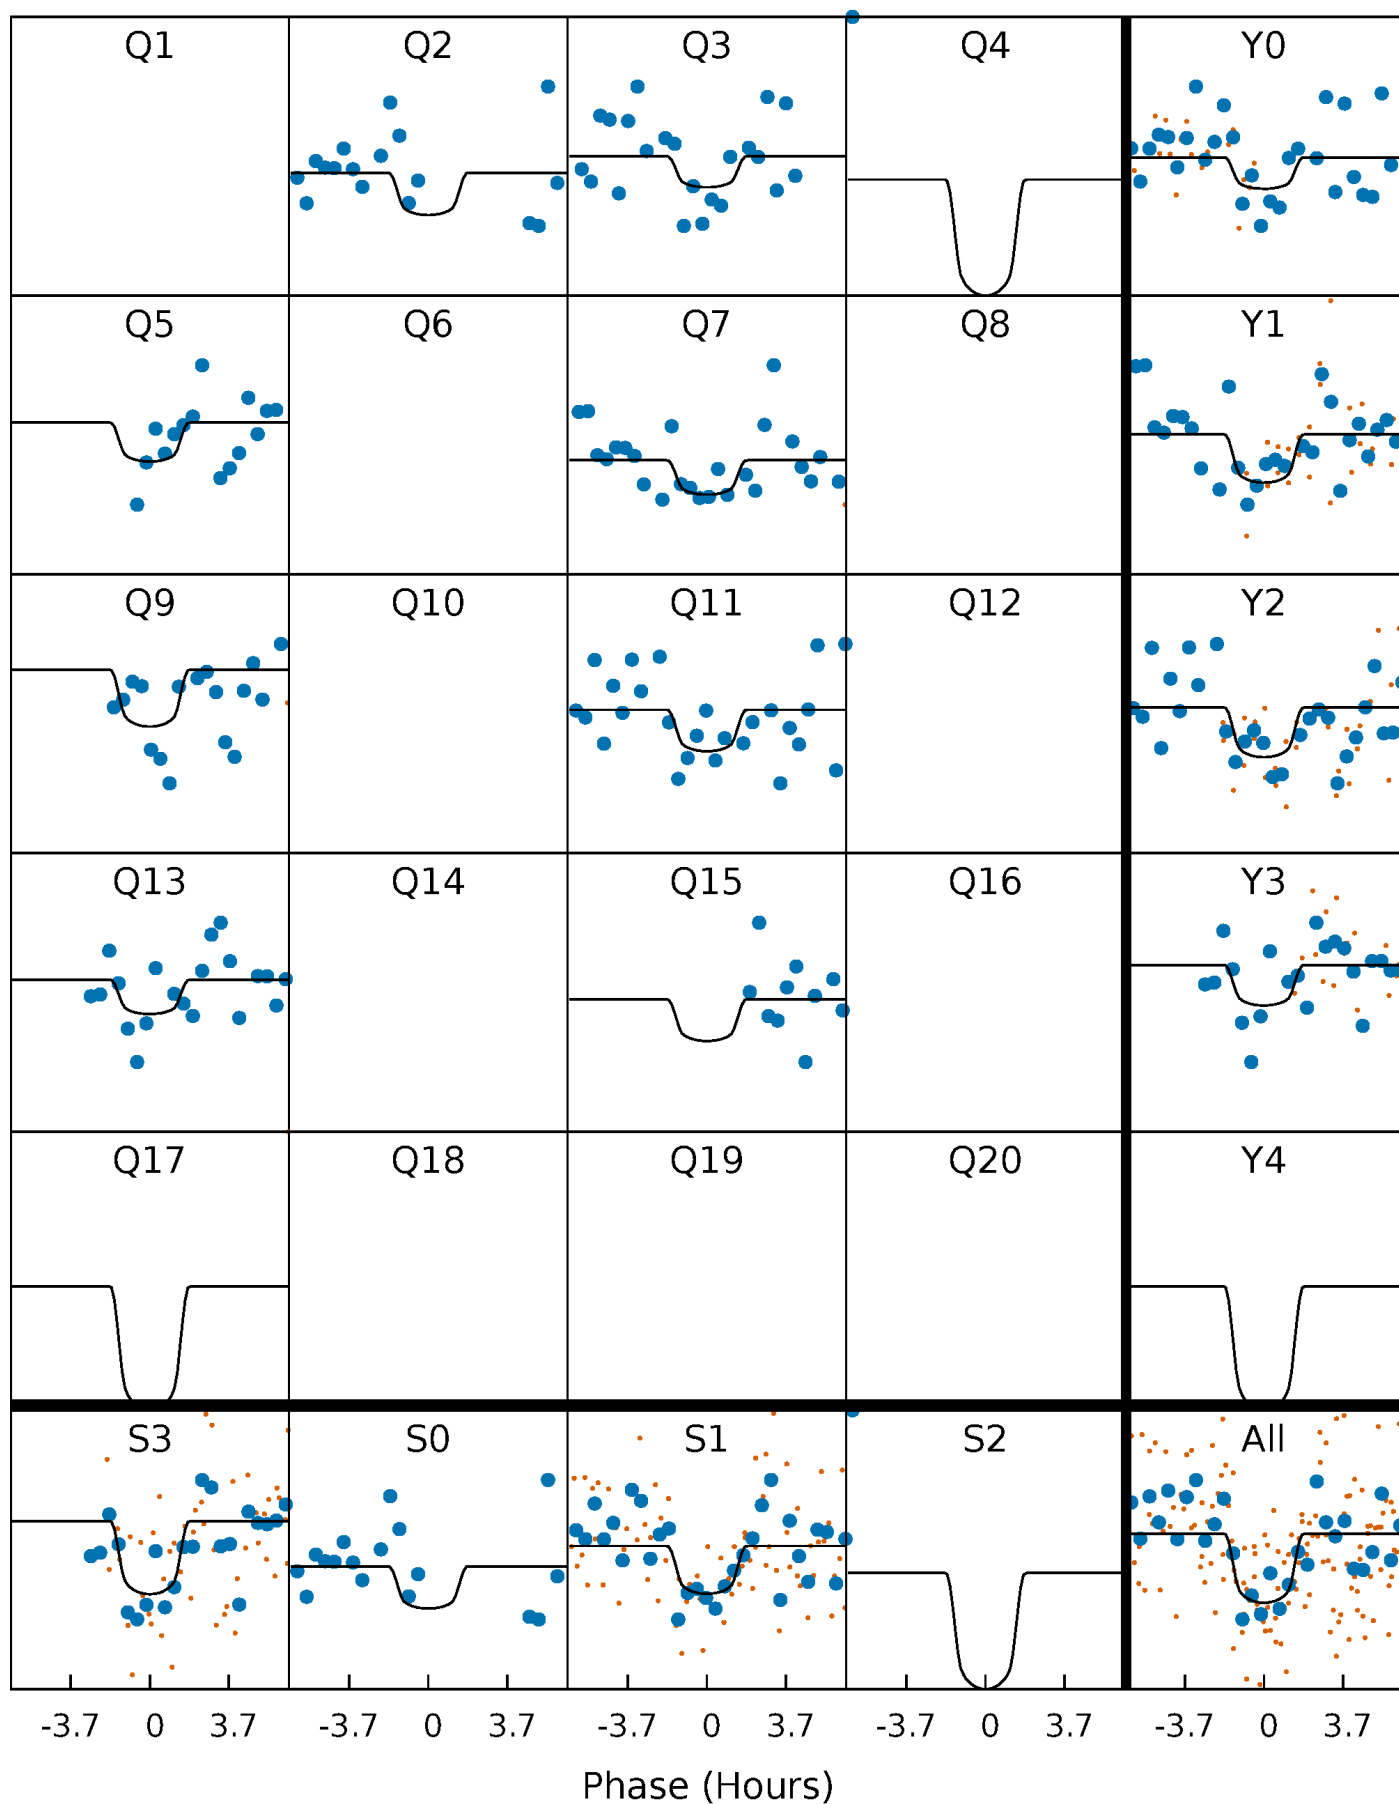 Q1 Q2 Q3 Q4 Y0
Q5 Q6 Q7 Q8 Y1
Q9 Q10 Q11 Q12 Y2
Q13 Q14 Q15 Q16 Y3
Q17 Q18 Q19 Q20 Y4
S3 S0 S1 S2 All
-3.7 0 3.7 -3.7 0 3.7 -3.7 0 3.7 -3.7 0 3.7 -3.7 0 3.7
Phase (Hours)